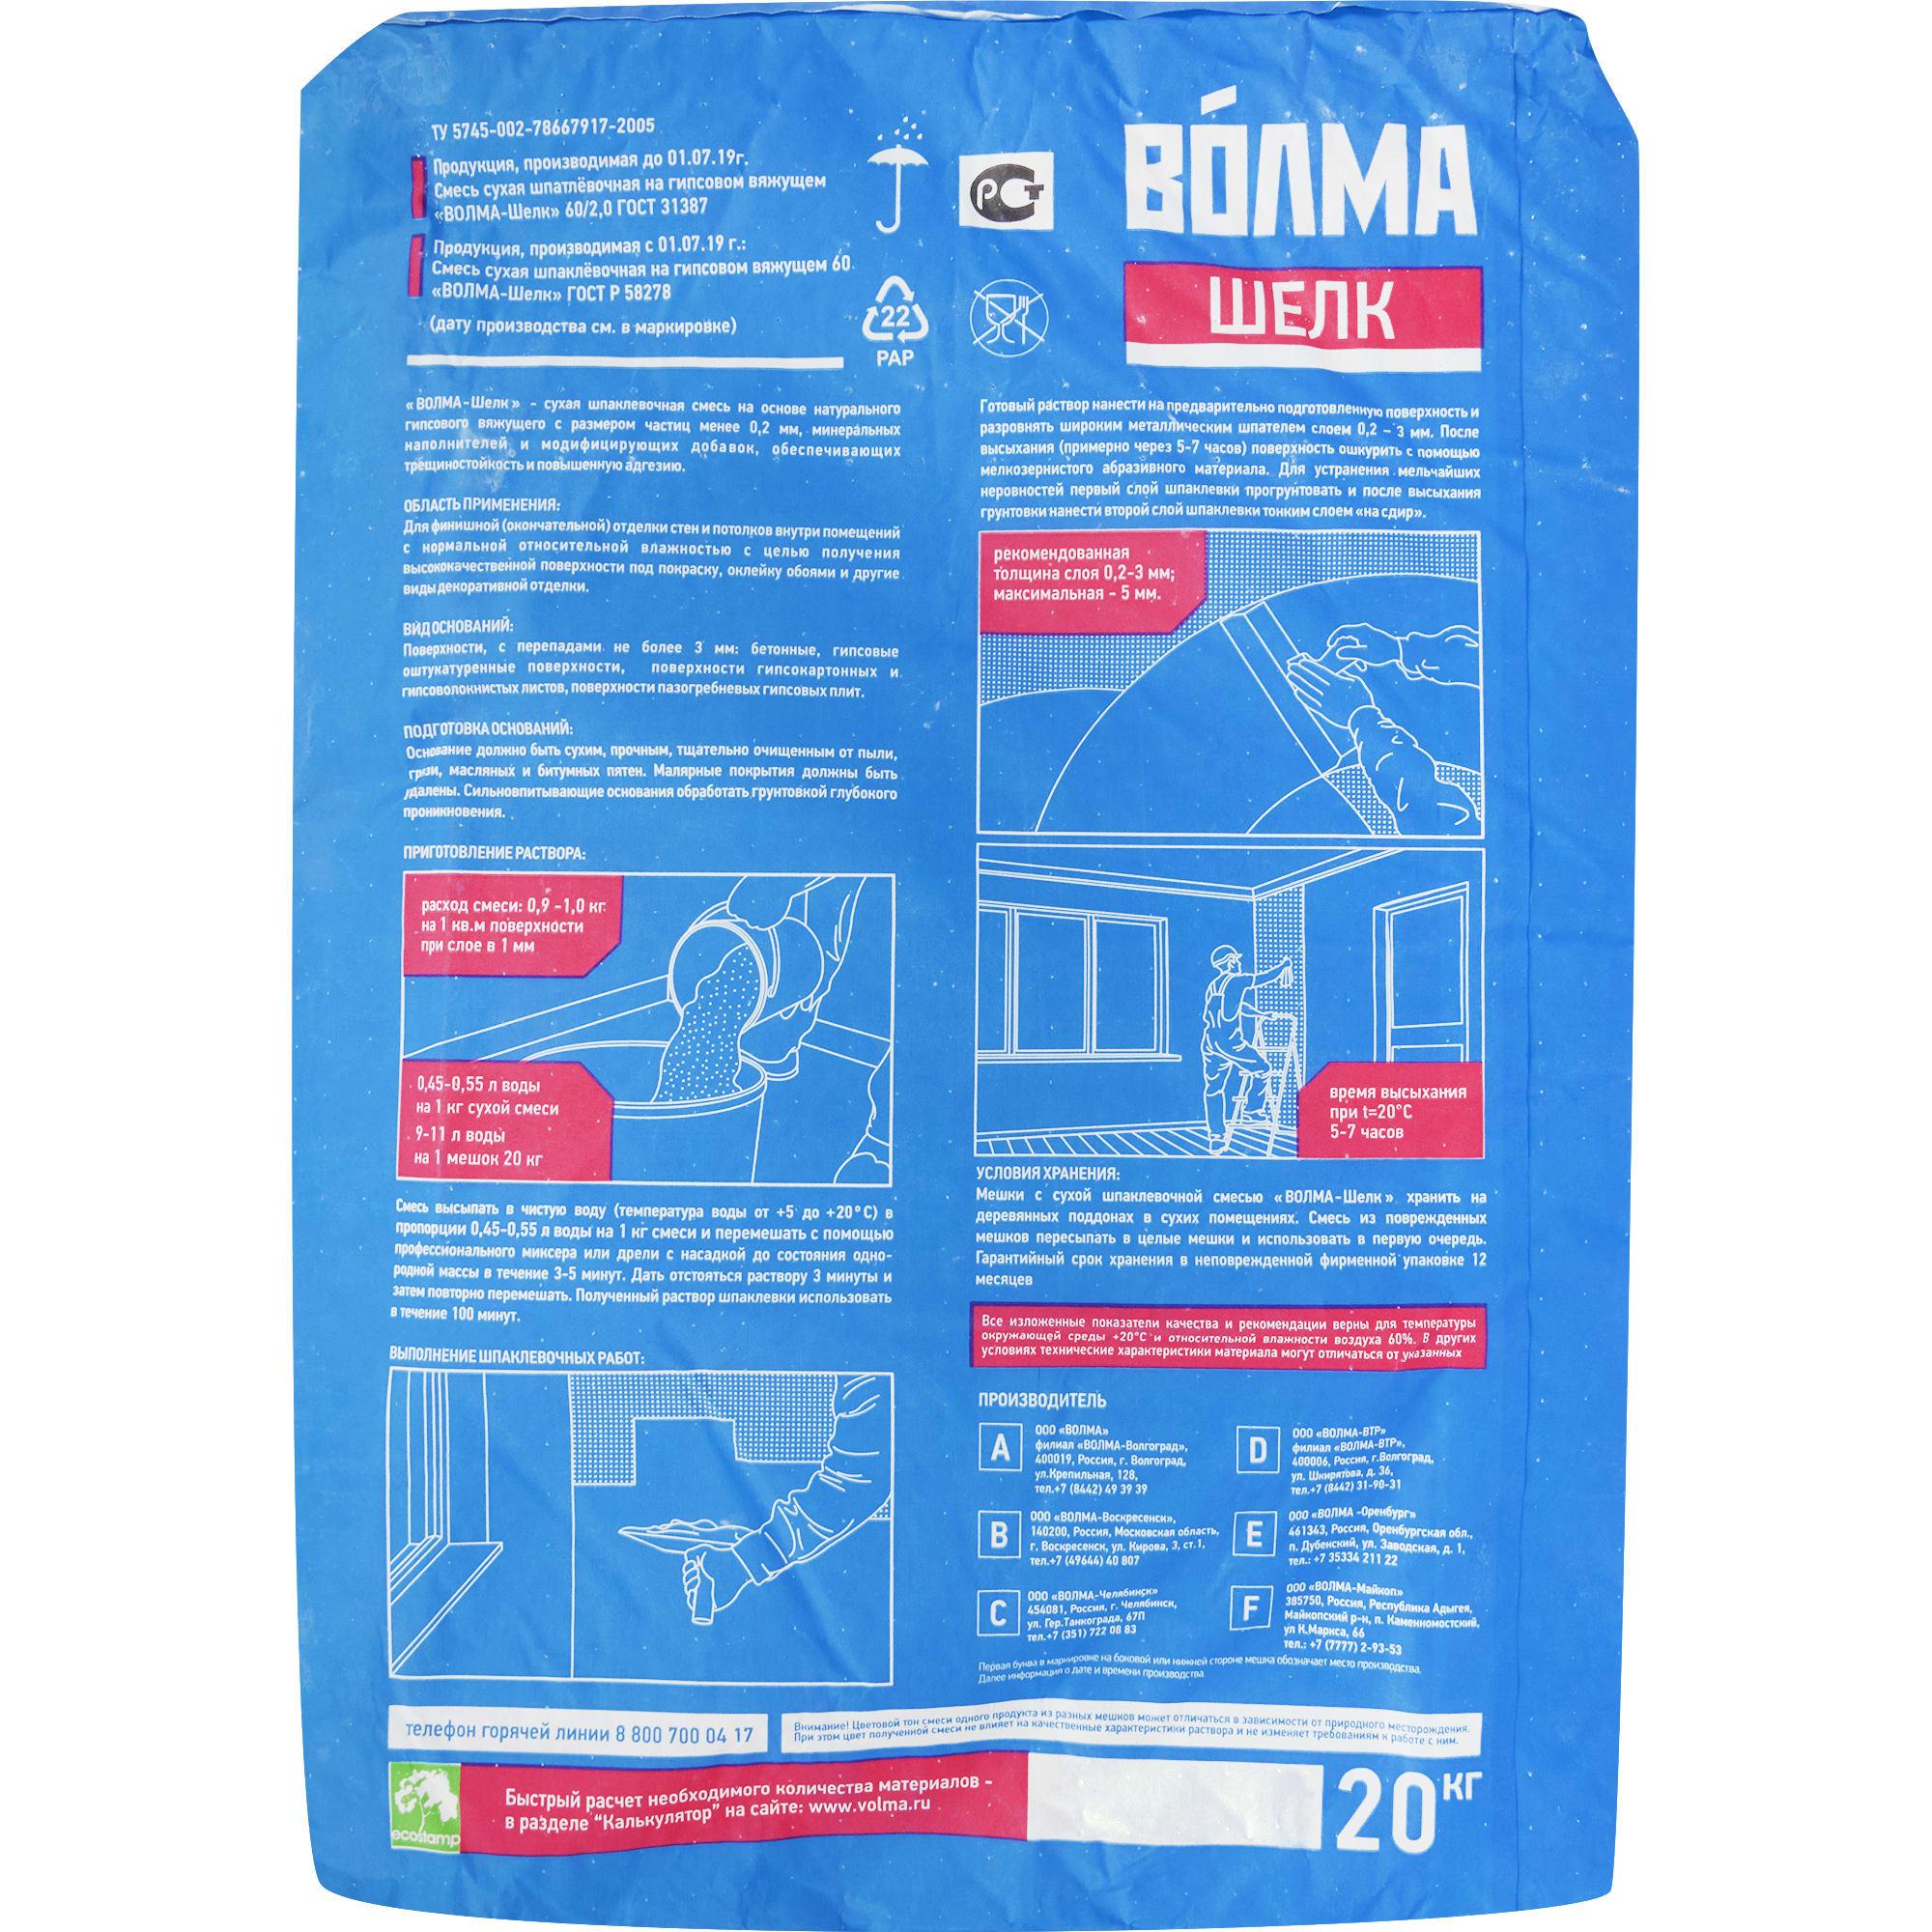 ТУ 5745-002-78667917-2005
Продукция, производимая до 01.07.19г.
Смесь сухая шпатлёвочная на гипсовом вяжущем
«ВОЛМА-Шелк» 60/2,0 ГОСТ 31387
Продукция, производимая с 01.07.19 г.:
Смесь сухая шпаклёвочная на гипсовом вяжущем 60
«ВОЛМА-Шелк» ГОСТ Р 58278
(дату производства см. в маркировке)
22
PAP
РСТ
ВО́ЛМА
ШЕЛК
«ВОЛМА-Шелк» - сухая шпаклевочная смесь на основе натурального
гипсового вяжущего с размером частиц менее 0,2 мм, минеральных
наполнителей и модифицирующих добавок, обеспечивающих
трещиностойкость и повышенную адгезию.
ОБЛАСТЬ ПРИМЕНЕНИЯ:
Для финишной (окончательной) отделки стен и потолков внутри помещений
с нормальной относительной влажностью с целью получения
высококачественной поверхности под покраску, оклейку обоями и другие
виды декоративной отделки.
ВИД ОСНОВАНИЙ:
Поверхности, с перепадами не более 3 мм: бетонные, гипсовые
оштукатуренные поверхности, поверхности гипсокартонных и
гипсоволокнистых листов, поверхности пазогребневых гипсовых плит.
ПОДГОТОВКА ОСНОВАНИЙ:
Основание должно быть сухим, прочным, тщательно очищенным от пыли,
грязи, масляных и битумных пятен. Малярные покрытия должны быть
удалены. Сильновпитывающие основания обработать грунтовкой глубокого
проникновения.
ПРИГОТОВЛЕНИЕ РАСТВОРА:
расход смеси: 0,9 -1,0 кг
на 1 кв.м поверхности
при слое в 1 мм
0,45-0,55 л воды
на 1 кг сухой смеси
9-11 л воды
на 1 мешок 20 кг
Смесь высыпать в чистую воду (температура воды от +5 до +20°С) в
пропорции 0,45-0,55 л воды на 1 кг смеси и перемешать с помощью
профессионального миксера или дрели с насадкой до состояния одно-
родной массы в течение 3-5 минут. Дать отстояться раствору 3 минуты и
затем повторно перемешать. Полученный раствор шпаклевки использовать
в течение 100 минут.
ВЫПОЛНЕНИЕ ШПАКЛЕВОЧНЫХ РАБОТ:
Готовый раствор нанести на предварительно подготовленную поверхность и
разровнять широким металлическим шпателем слоем 0,2 – 3 мм. После
высыхания (примерно через 5-7 часов) поверхность ошкурить с помощью
мелкозернистого абразивного материала. Для устранения мельчайших
неровностей первый слой шпаклевки прогрунтовать и после высыхания
грунтовки нанести второй слой шпаклевки тонким слоем «на сдир».
рекомендованная
толщина слоя 0,2-3 мм;
максимальная - 5 мм.
время высыхания
при t=20°С
5-7 часов
УСЛОВИЯ ХРАНЕНИЯ:
Мешки с сухой шпаклевочной смесью «ВОЛМА-Шелк» хранить на
деревянных поддонах в сухих помещениях. Смесь из поврежденных
мешков пересыпать в целые мешки и использовать в первую очередь.
Гарантийный срок хранения в неповрежденной фирменной упаковке 12
месяцев
Все изложенные показатели качества и рекомендации верны для температуры
окружающей среды +20°С и относительной влажности воздуха 60%. В других
условиях технические характеристики материала могут отличаться от указанных
ПРОИЗВОДИТЕЛЬ
A
ООО «ВОЛМА»
филиал «ВОЛМА-Волгоград»,
400019, Россия, г. Волгоград,
ул.Крепильная, 128,
тел.+7 (8442) 49 39 39
B
ООО «ВОЛМА-Воскресенск»,
140200, Россия, Московская область,
г. Воскресенск, ул. Кирова, 3, ст.1,
тел.+7 (49644) 40 807
C
ООО «ВОЛМА-Челябинск»
454081, Россия, г. Челябинск,
ул. Гер.Танкограда, 67П
тел.+7 (351) 722 08 83
D
ООО «ВОЛМА-ВТР»
филиал «ВОЛМА-ВТР»,
400006, Россия, г.Волгоград,
ул. Шкирятова, д. 36,
тел.+7 (8442) 31-90-31
E
ООО «ВОЛМА -Оренбург»
461343, Россия, Оренбургская обл.,
п. Дубенский, ул. Заводская, д. 1,
тел.: +7 35334 211 22
F
ООО «ВОЛМА-Майкоп»
385750, Россия, Республика Адыгея,
Майкопский р-н, п. Каменномостский,
ул К.Маркса, 66
тел.: +7 (7777) 2-93-53
Первая буква в маркировке на боковой или нижней стороне мешка обозначает место производства.
Далее информация о дате и времени производства
телефон горячей линии 8 800 700 04 17
Внимание! Цветовой тон смеси одного продукта из разных мешков может отличаться в зависимости от природного месторождения.
При этом цвет полученной смеси не влияет на качественные характеристики раствора и не изменяет требованиям к работе с ним.
ecostamp
Быстрый расчет необходимого количества материалов -
в разделе “Калькулятор” на сайте: www.volma.ru
20 кг